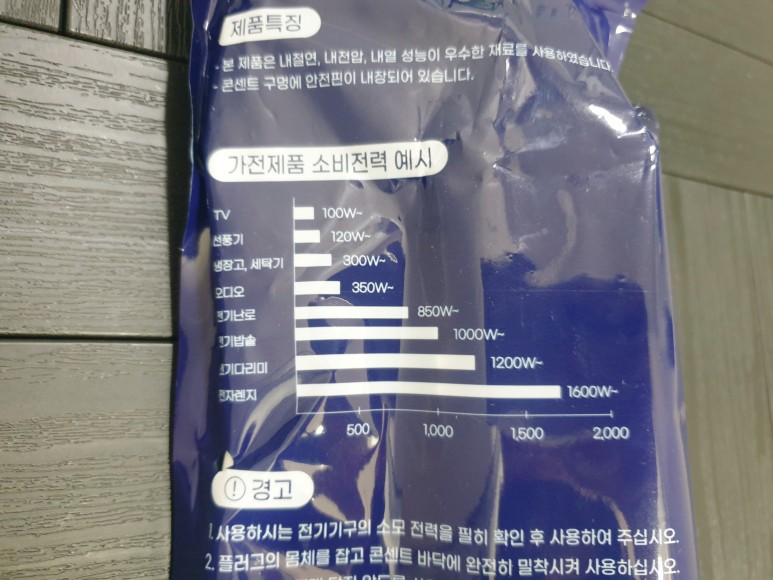 제품특징
- 본 제품은 내절연, 내전압, 내열 성능이 우수한 재료를 사용하였습니다.
- 콘센트 구멍에 안전핀이 내장되어 있습니다.
가전제품 소비전력 예시
TV 100W~
선풍기 120W~
냉장고, 세탁기 300W~
오디오 350W~
전기난로 850W~
전기밥솥 1000W~
전기다리미 1200W~
전자렌지 1600W~
500 1,000 1,500 2,000
! 경고
1. 사용하시는 전기기구의 소모 전력을 필히 확인 후 사용하여 주십시오.
2. 플러그의 몸체를 잡고 콘센트 바닥에 완전히 밀착시켜 사용하십시오.